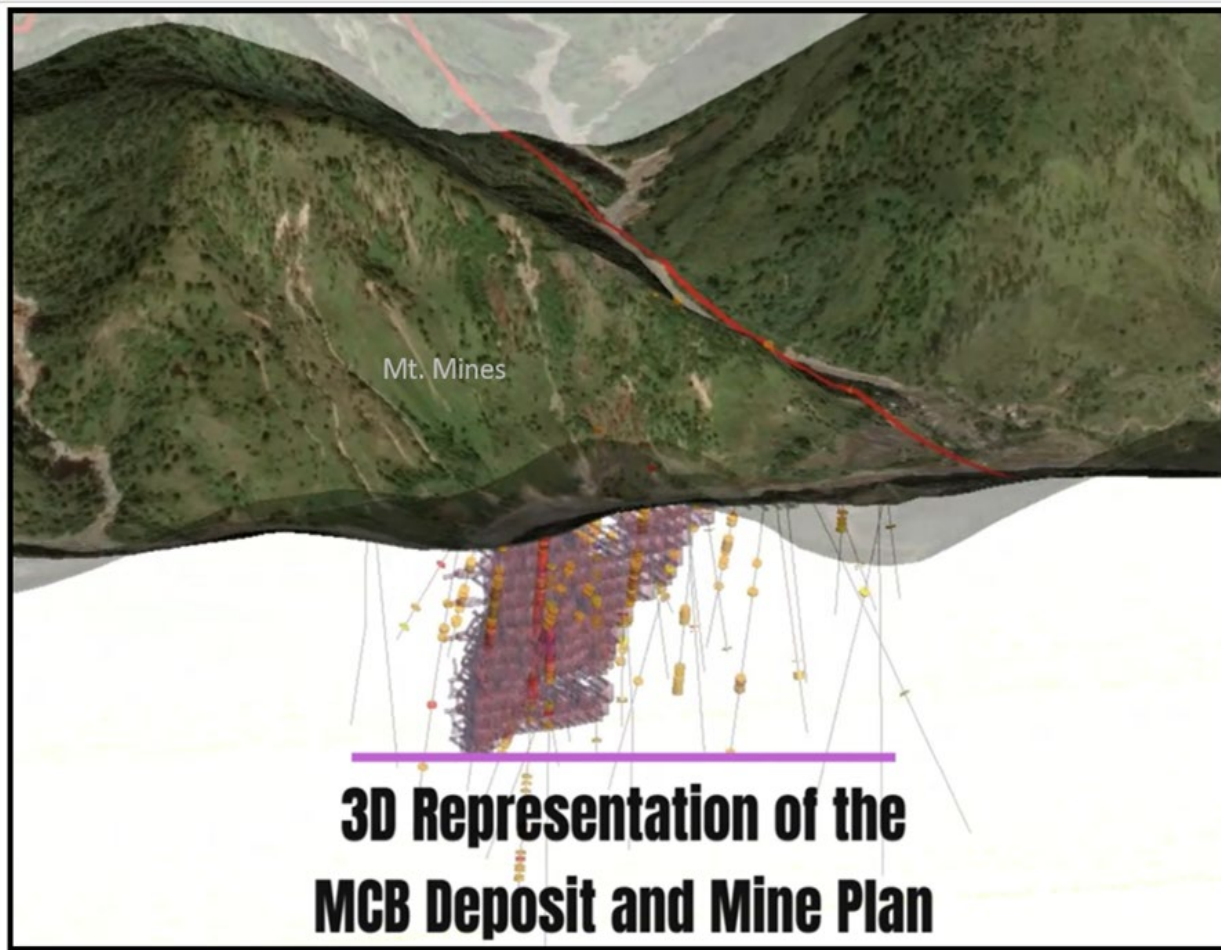 Mt. Mines
3D Representation of the
MCB Deposit and Mine Plan